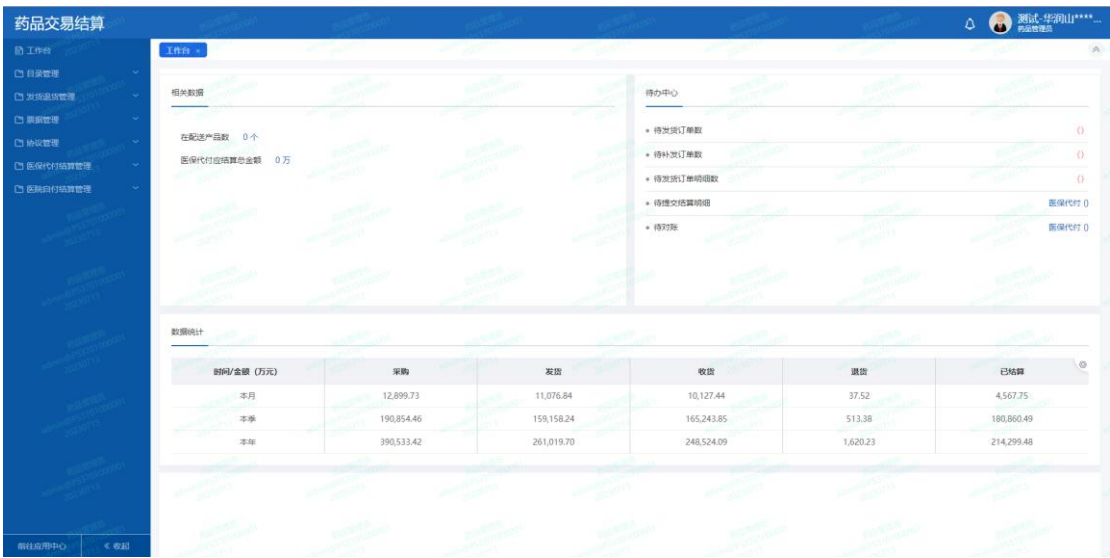 药品交易结算
测试-华润山****...
药品管理员
工作台
目录管理
发货退货管理
票据管理
协议管理
医保代付结算管理
医院自付结算管理
前往应用中心
收起
工作台 ×
相关数据
在配送产品数 0 个
医保代付应结算总金额 0 万
待办中心
待发货订单数 ()
待补发订单数 ()
待发货订单明细数 ()
待提交结算明细 医保代付 ()
待对账 医保代付 ()
数据统计
时间/金额 (万元) 采购 发货 收货 退货 已结算
本月 12,899.73 11,076.84 10,127.44 37.52 4,567.75
本季 190,854.46 159,158.24 165,243.85 513.38 180,860.49
本年 390,533.42 261,019.70 248,524.09 1,620.23 214,299.48